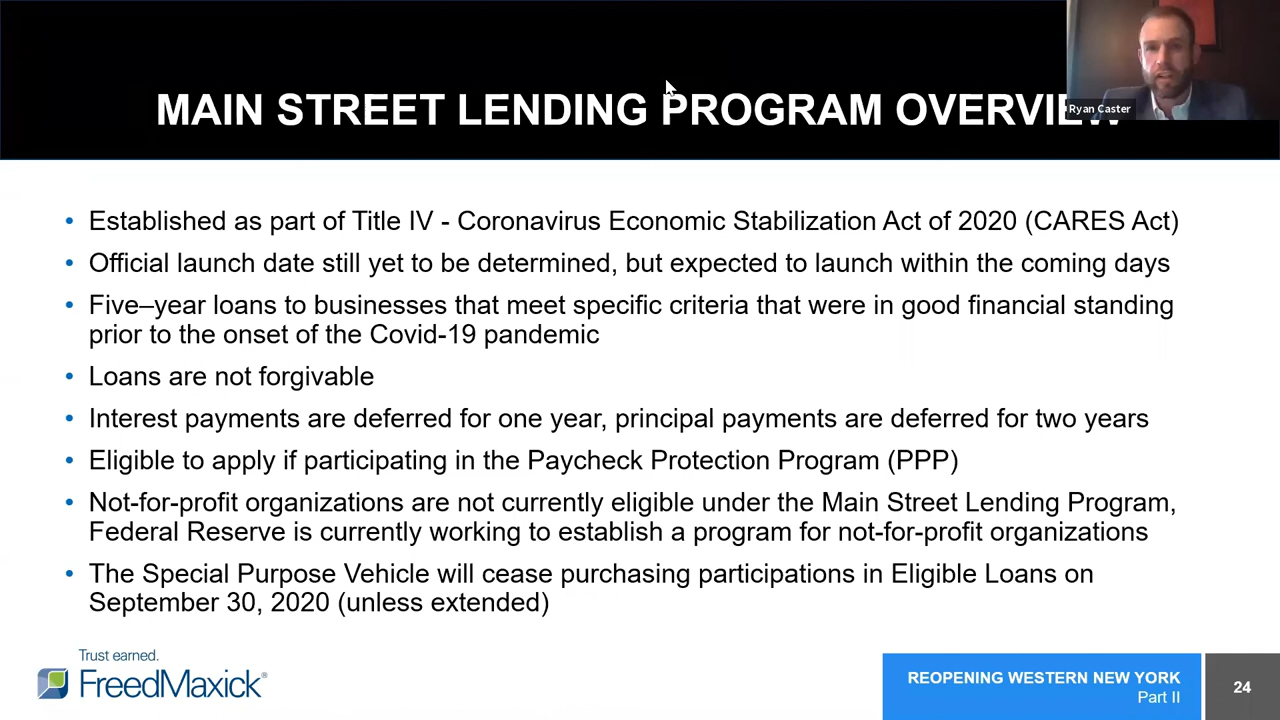 MAIN STREET LENDING PROGRAM OVERVIEW
Ryan Caster
• Established as part of Title IV - Coronavirus Economic Stabilization Act of 2020 (CARES Act)
• Official launch date still yet to be determined, but expected to launch within the coming days
• Five–year loans to businesses that meet specific criteria that were in good financial standing
prior to the onset of the Covid-19 pandemic
• Loans are not forgivable
• Interest payments are deferred for one year, principal payments are deferred for two years
• Eligible to apply if participating in the Paycheck Protection Program (PPP)
• Not-for-profit organizations are not currently eligible under the Main Street Lending Program,
Federal Reserve is currently working to establish a program for not-for-profit organizations
• The Special Purpose Vehicle will cease purchasing participations in Eligible Loans on
September 30, 2020 (unless extended)
Trust earned.
FreedMaxick®
REOPENING WESTERN NEW YORK
Part II
24